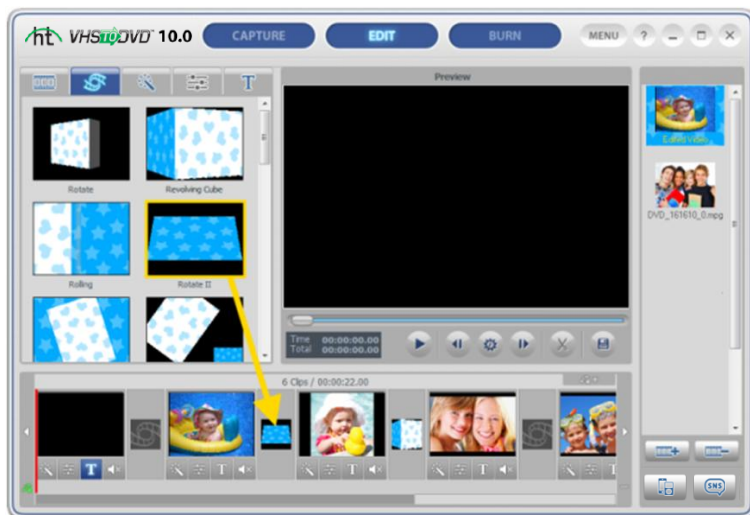 ht VHS TO DVD 10.0 CAPTURE EDIT BURN MENU ? 
T
Preview
Rotate
Revolving Cube
Rolling
Rotate II
Edited Video
DVD_161610_0.mpg
Time 00:00:00.00
Total 00:00:00.00
6 Clips / 00:00:22.00
T
T
T
T
SNS